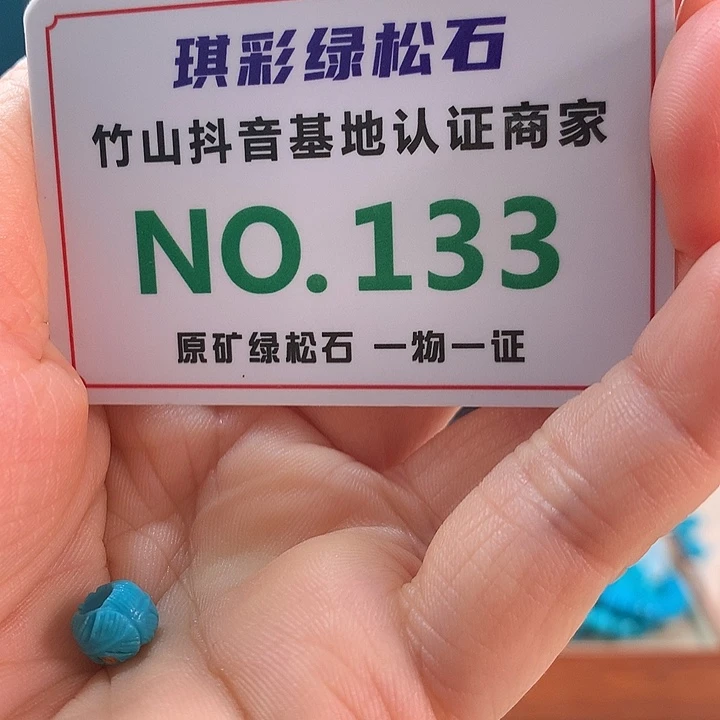 琪彩绿松石
竹山抖音基地认证商家
NO.133
原矿绿松石 一物一证